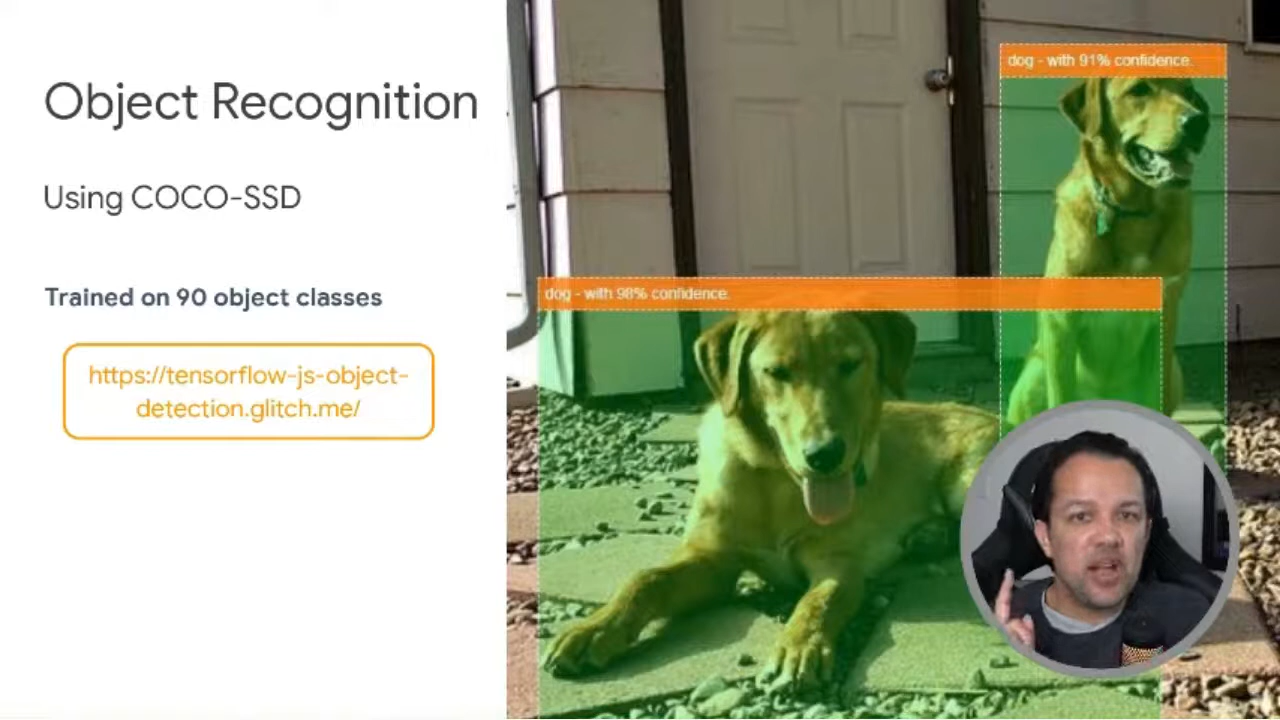 Object Recognition
Using COCO-SSD
Trained on 90 object classes
https://tensorflow-js-object-
detection.glitch.me/
dog - with 91% confidence.
dog - with 98% confidence.